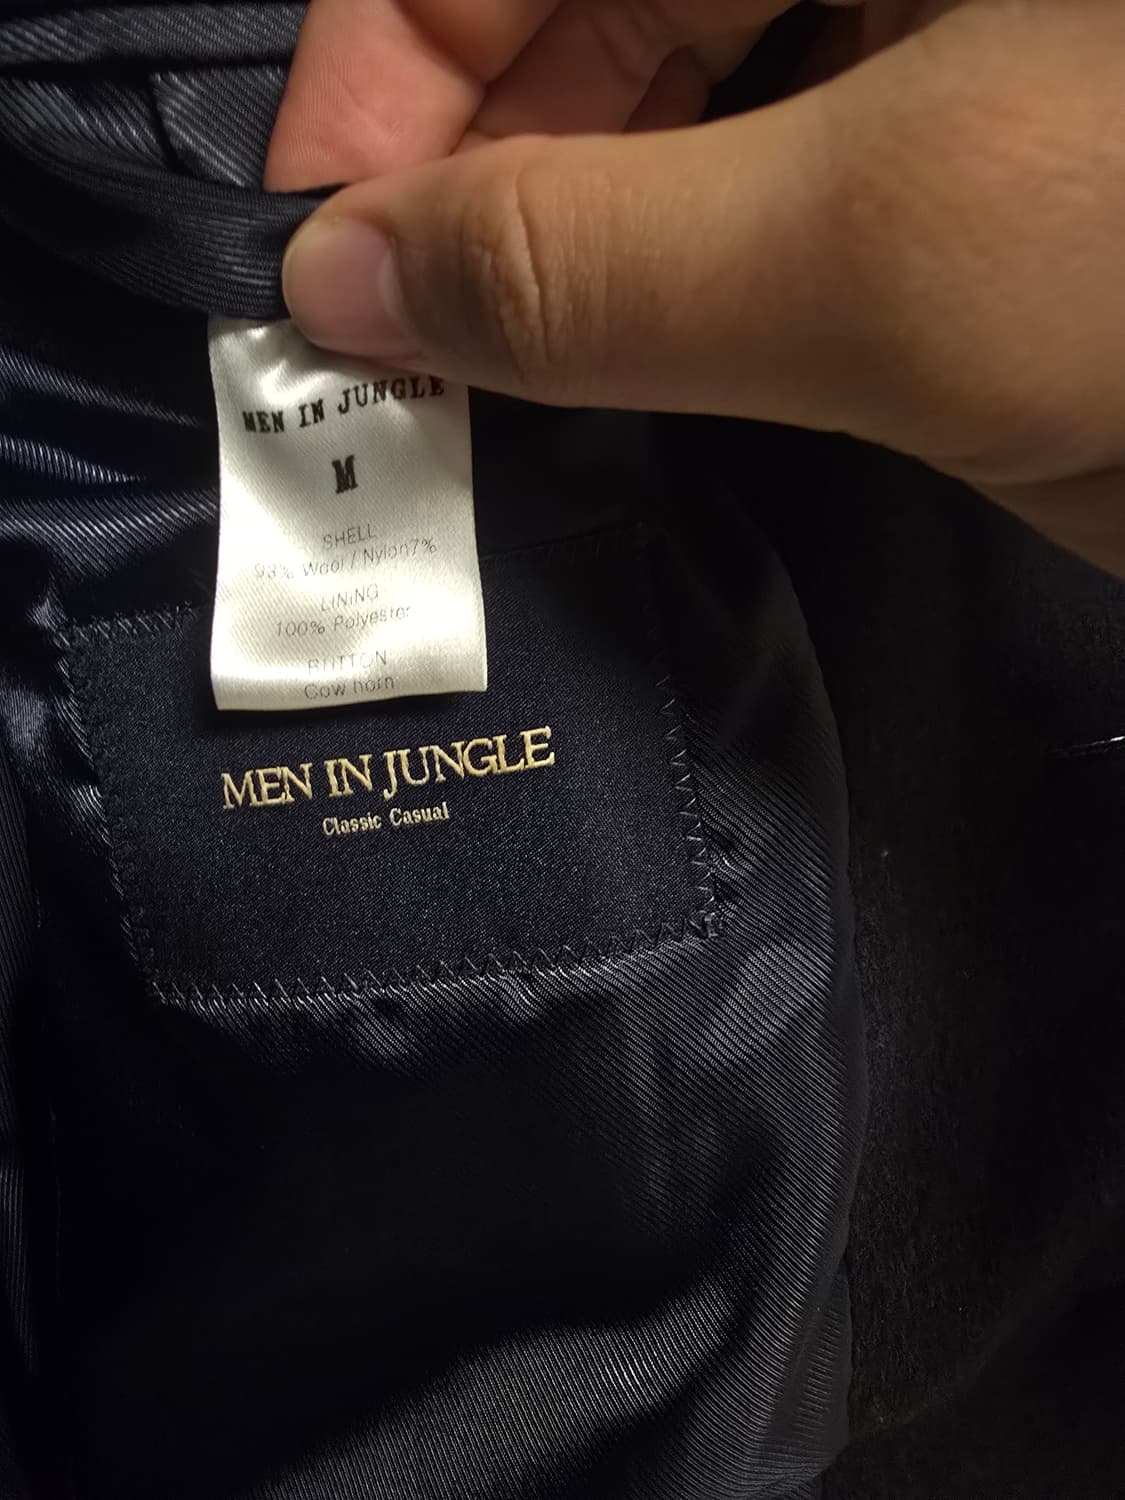 MEN IN JUNGLE
M
SHELL
93% Wool / Nylon7%
LINING
100% Polyester
BUTTON
Cow horn
MEN IN JUNGLE
Classic Casual